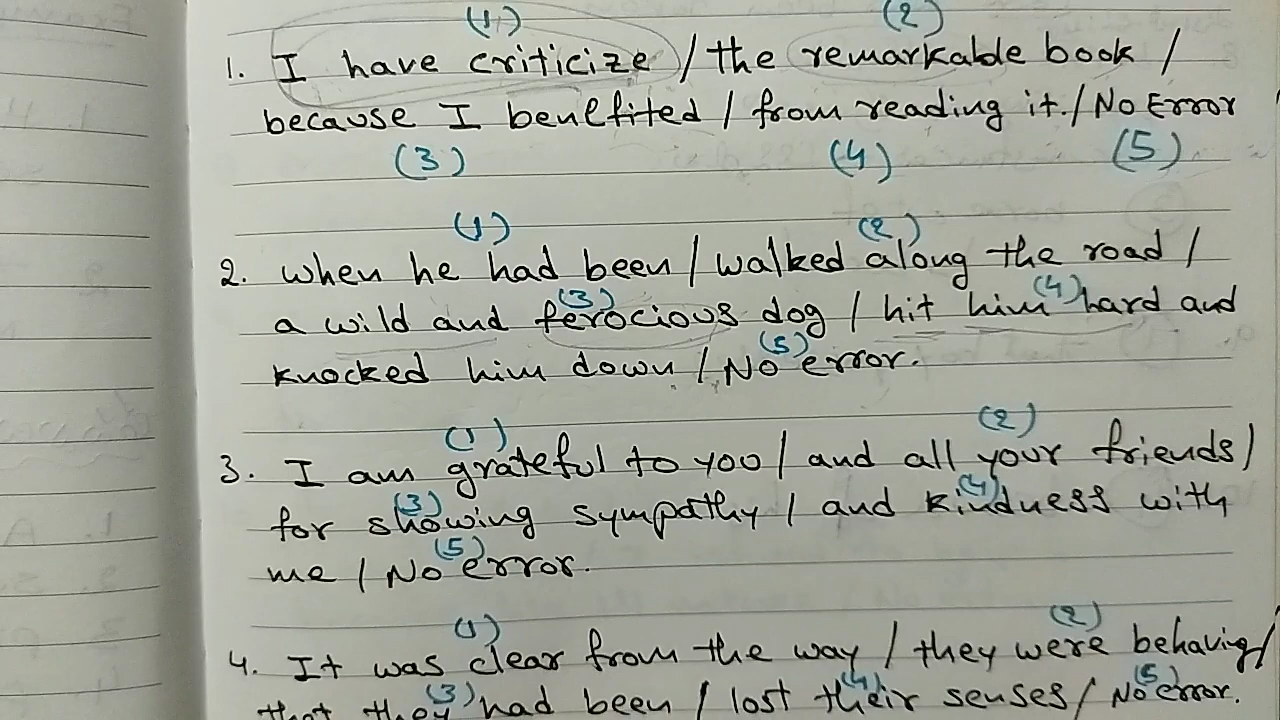 (1) (2)
1. I have criticize / the remarkable book /
because I benefited / from reading it. / No Error
(3) (4) (5)
(1) (2)
2. When he had been / walked along the road /
(3) (4)
a wild and ferocious dog / hit him hard and
(5)
knocked him down / No error.
(1) (2)
3. I am grateful to you / and all your friends /
(3) (4)
for showing sympathy / and kindness with
(5)
me / No error.
(1) (2)
4. It was clear from the way / they were behaving /
(3) (4) (5)
that they had been / lost their senses / No error.